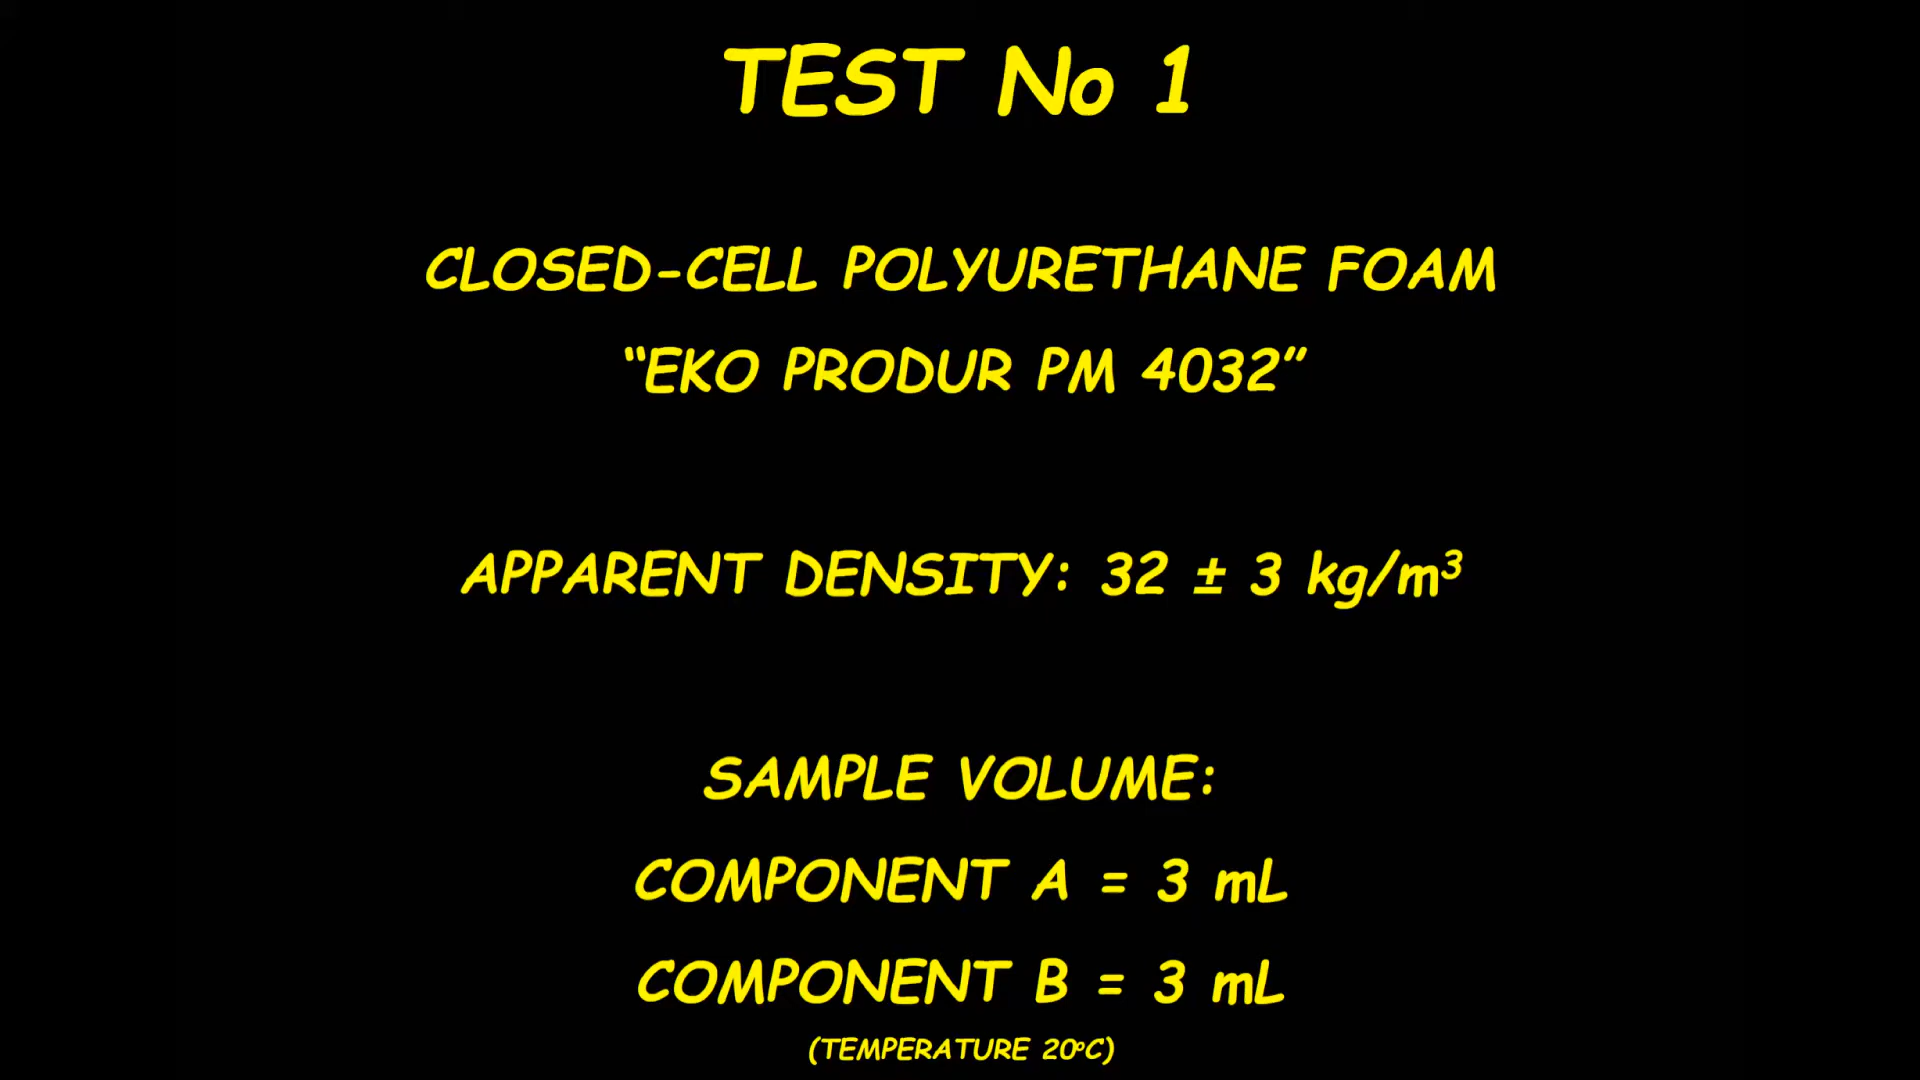 TEST No 1
CLOSED-CELL POLYURETHANE FOAM
“EKO PRODUR PM 4032”
APPARENT DENSITY: 32 ± 3 kg/m³
SAMPLE VOLUME:
COMPONENT A = 3 mL
COMPONENT B = 3 mL
(TEMPERATURE 20°C)